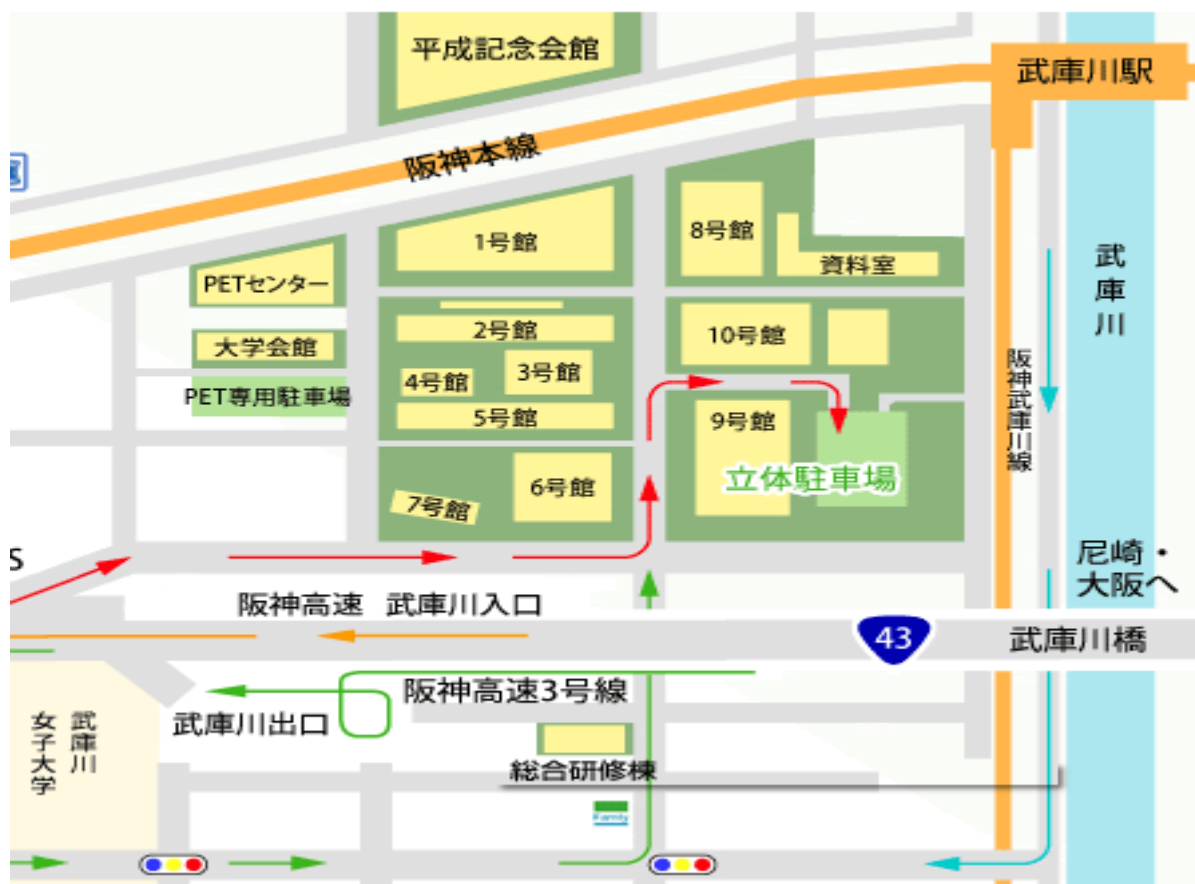 平成記念会館
武庫川駅
阪神本線
1号館
8号館
資料室
PETセンター
武庫川
2号館
10号館
大学会館
3号館
4号館
PET専用駐車場
阪神武庫川線
5号館
9号館
立体駐車場
6号館
7号館
S
尼崎・
大阪へ
阪神高速 武庫川入口
43
武庫川橋
阪神高速3号線
武庫川出口
武庫川
女子大学
総合研修棟
Family